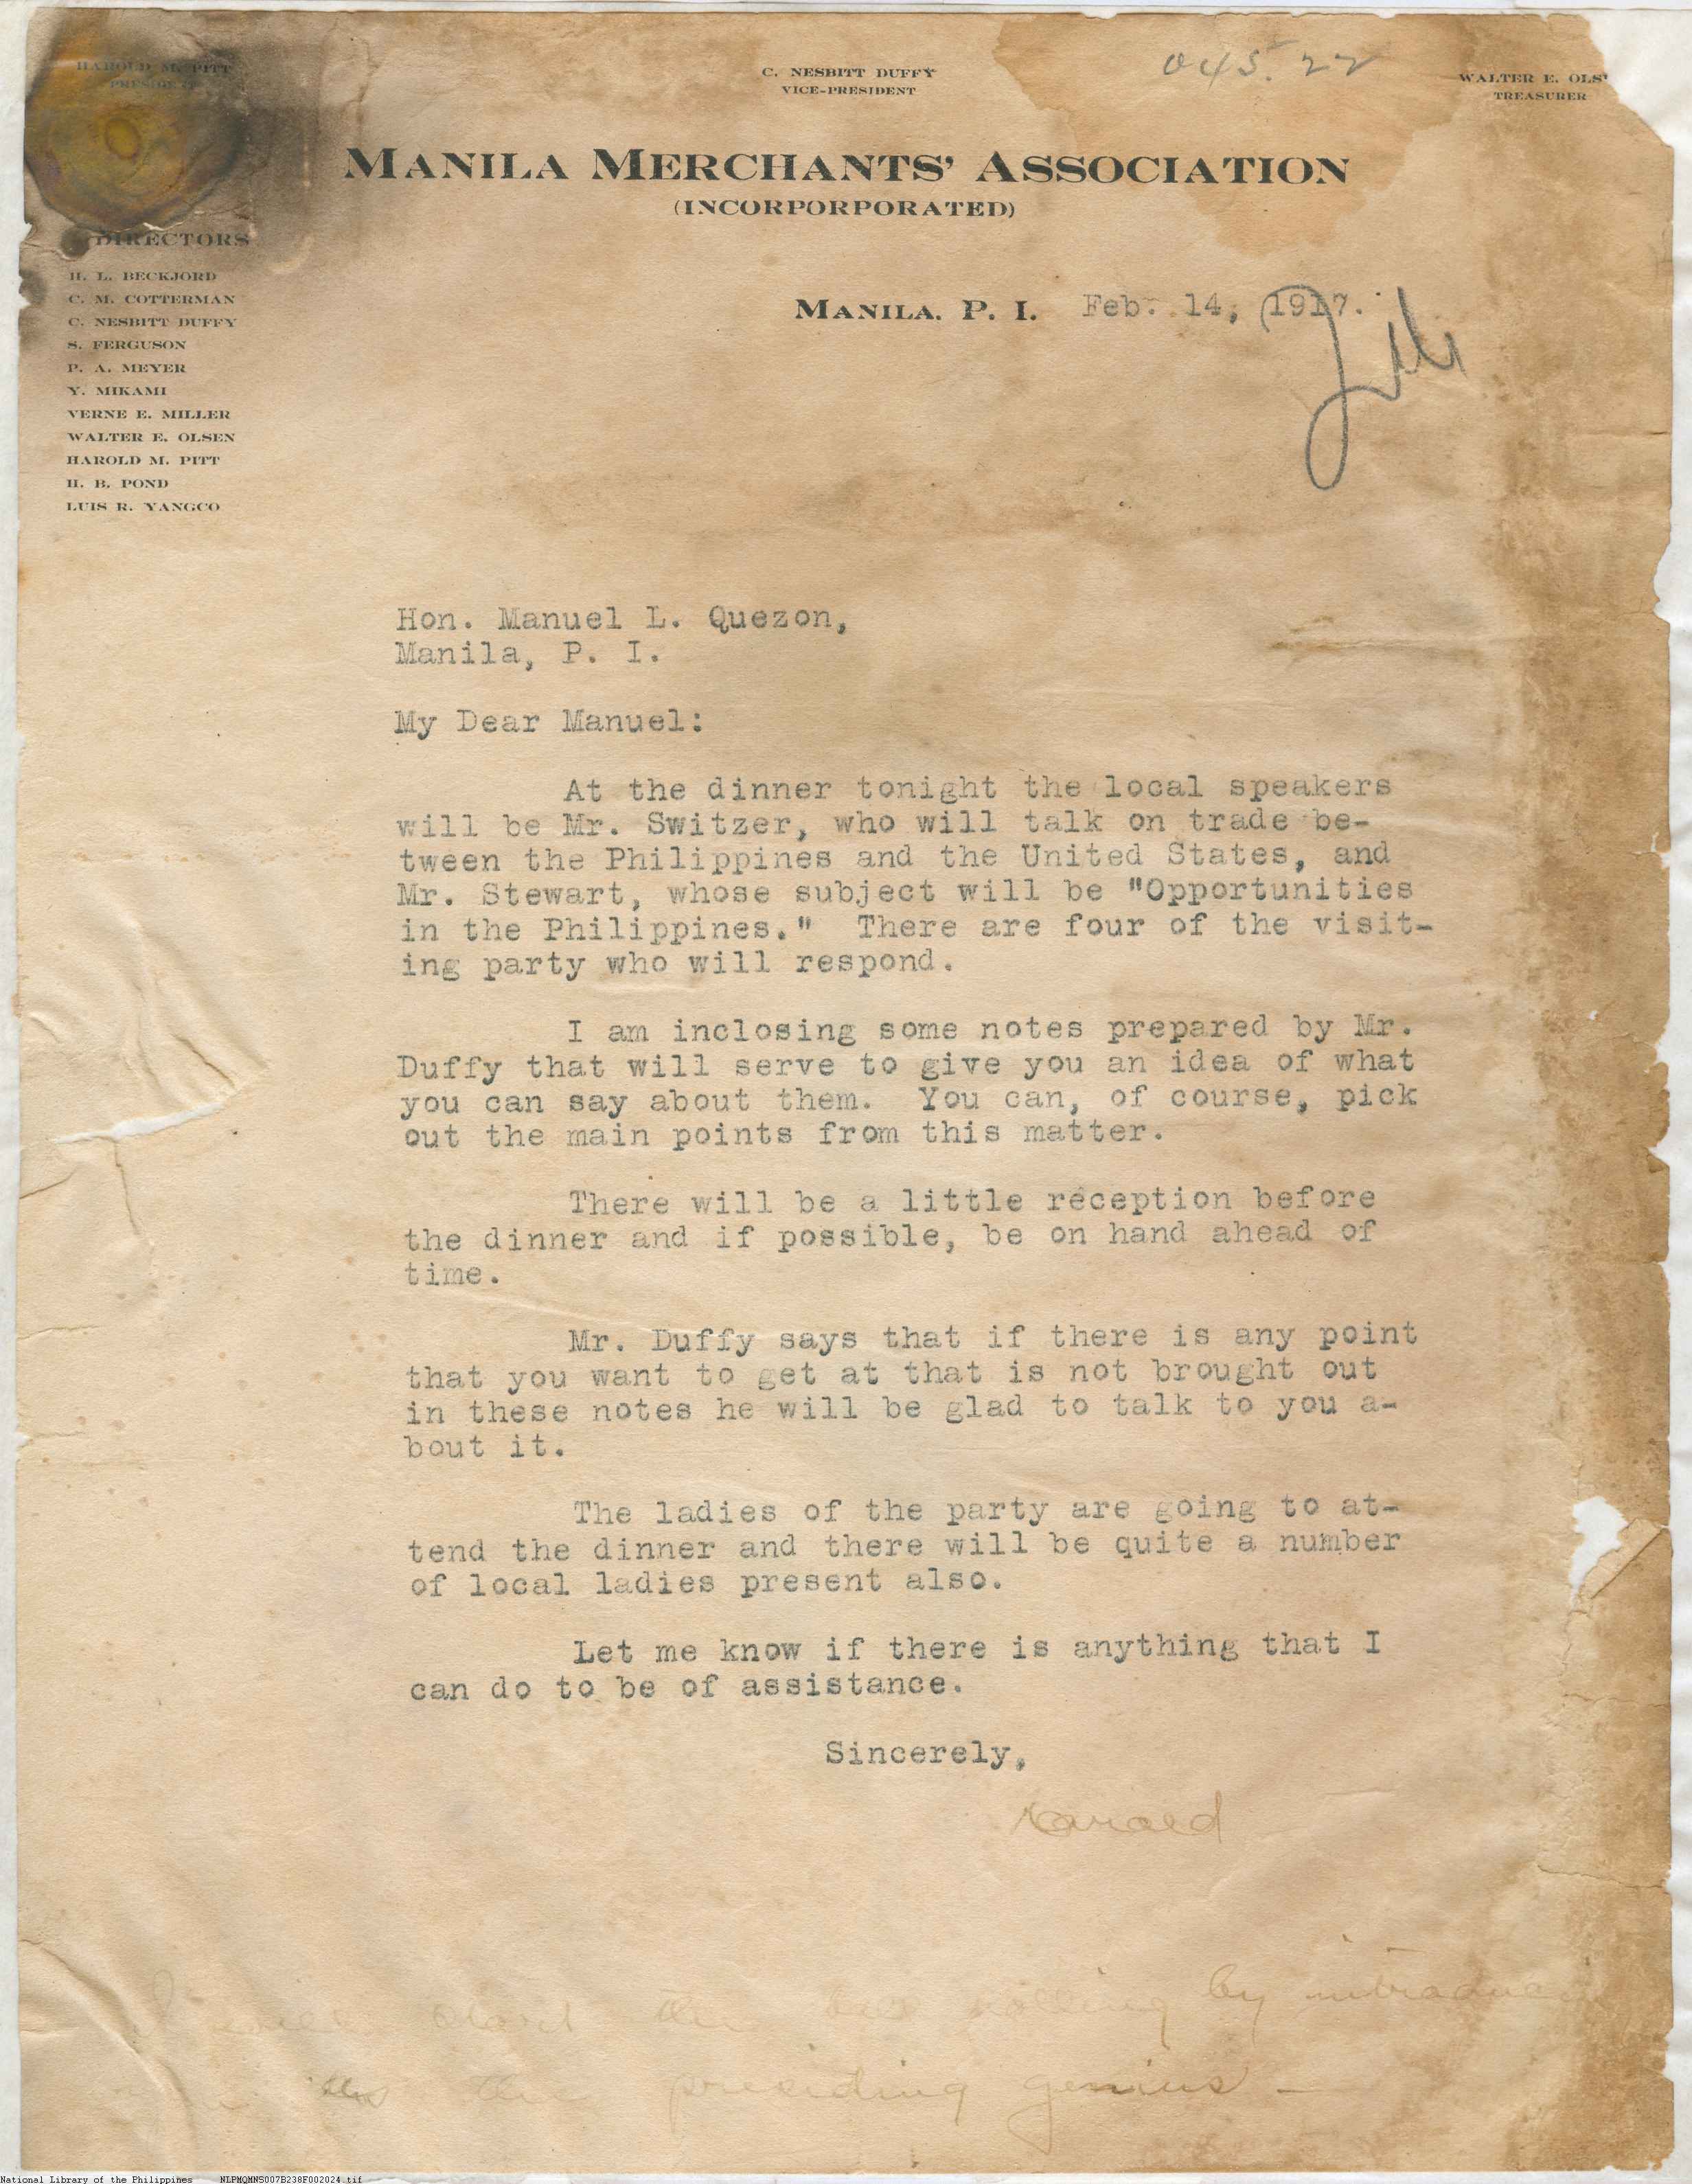 HAROLD M. PITT
PRESIDENT
C. NESBITT DUFFY
VICE-PRESIDENT
045.22
WALTER E. OLS
TREASURER
MANILA MERCHANTS' ASSOCIATION
(INCORPORPORATED)
DIRECTORS
H. L. BECKJORD
C. M. COTTERMAN
C. NESBITT DUFFY
S. FERGUSON
P. A. MEYER
Y. MIKAMI
VERNE E. MILLER
WALTER E. OLSEN
HAROLD M. PITT
H. B. POND
LUIS R. YANGCO
MANILA. P. I. Feb. 14, 1917.
Hon. Manuel L. Quezon,
Manila, P. I.
My Dear Manuel:
At the dinner tonight the local speakers
will be Mr. Switzer, who will talk on trade be-
tween the Philippines and the United States, and
Mr. Stewart, whose subject will be "Opportunities
in the Philippines." There are four of the visit-
ing party who will respond.
I am inclosing some notes prepared by Mr.
Duffy that will serve to give you an idea of what
you can say about them. You can, of course, pick
out the main points from this matter.
There will be a little reception before
the dinner and if possible, be on hand ahead of
time.
Mr. Duffy says that if there is any point
that you want to get at that is not brought out
in these notes he will be glad to talk to you a-
bout it.
The ladies of the party are going to at-
tend the dinner and there will be quite a number
of local ladies present also.
Let me know if there is anything that I
can do to be of assistance.
Sincerely,
Harold
I will start the rolling by
the presiding genius -
National Library of the Philippines NLPMQMNS007B238F002024.tif